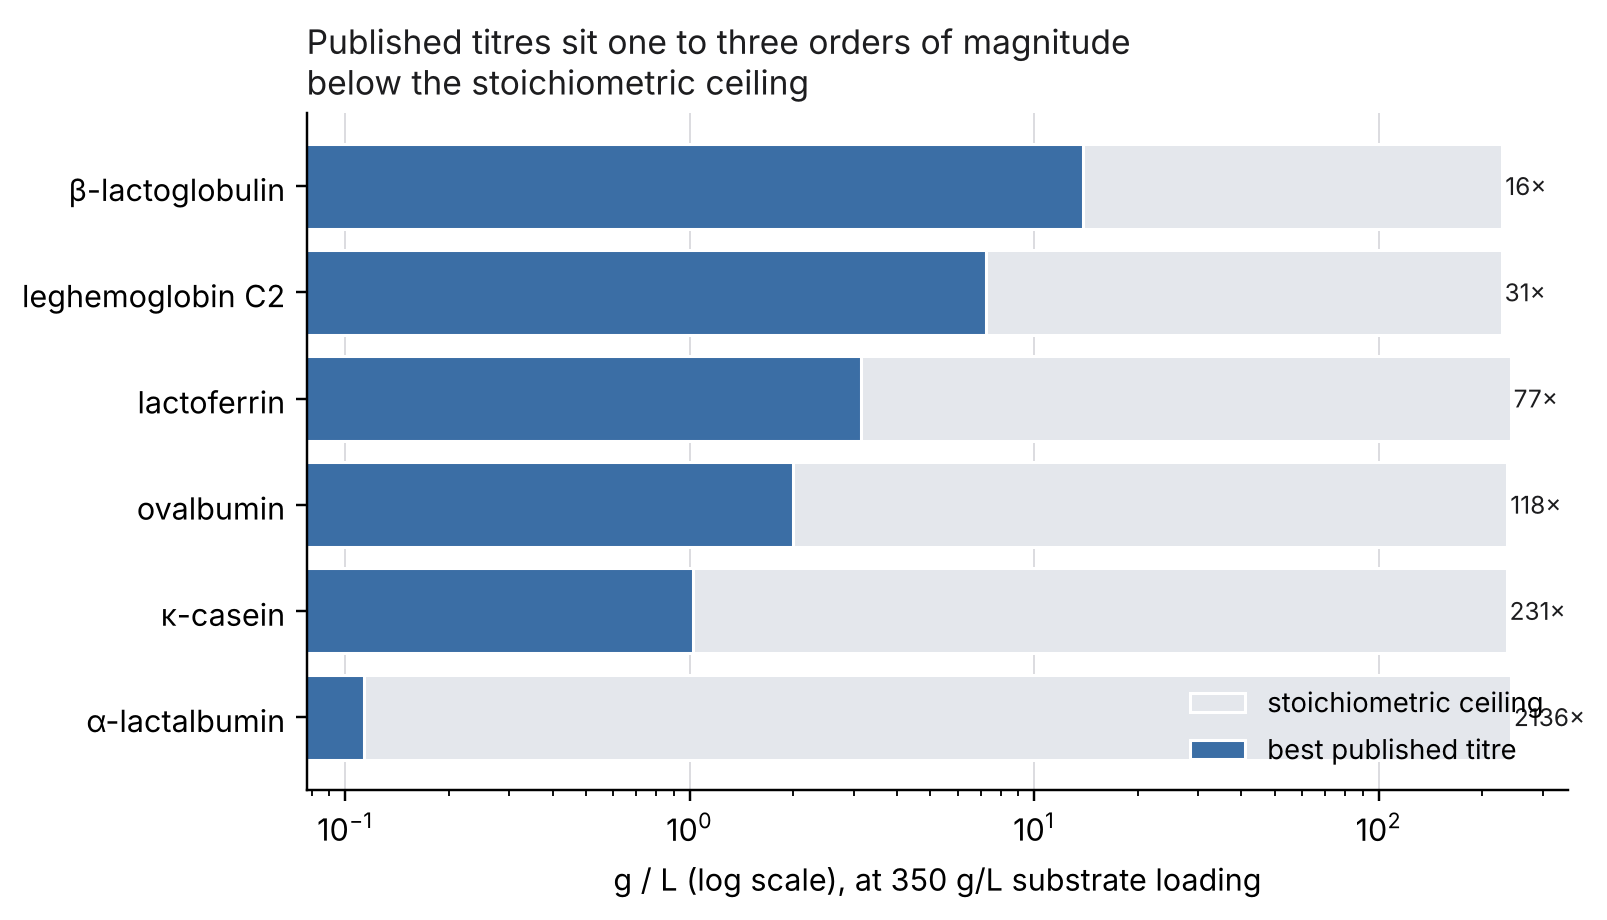 Published titres sit one to three orders of magnitude
below the stoichiometric ceiling
β-lactoglobulin
16×
leghemoglobin C2
31×
lactoferrin
77×
ovalbumin
118×
κ-casein
231×
α-lactalbumin
2136×
stoichiometric ceiling
best published titre
10⁻¹
10⁰
10¹
10²
g / L (log scale), at 350 g/L substrate loading